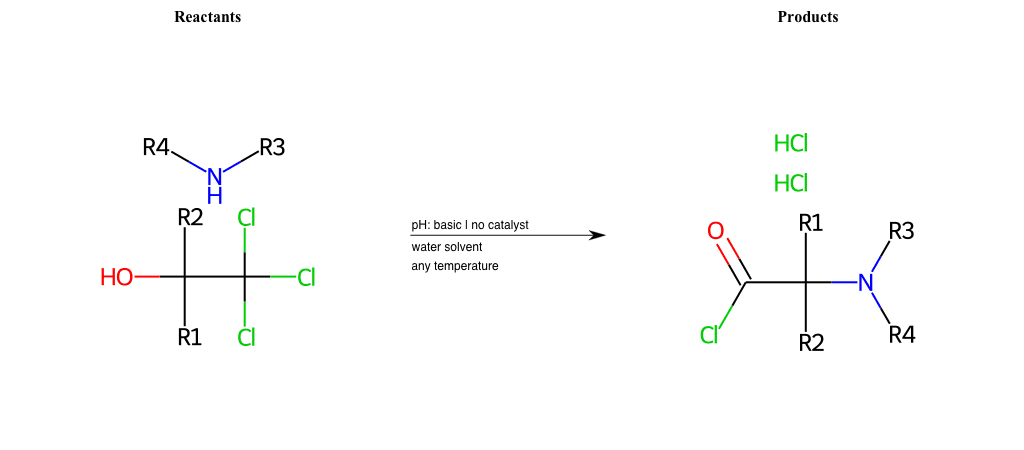 Reactants
Products
R4
R3
N
H
R2
Cl
HO
Cl
R1
Cl
pH: basic | no catalyst
water solvent
any temperature
HCl
HCl
O
R1
R3
N
Cl
R2
R4